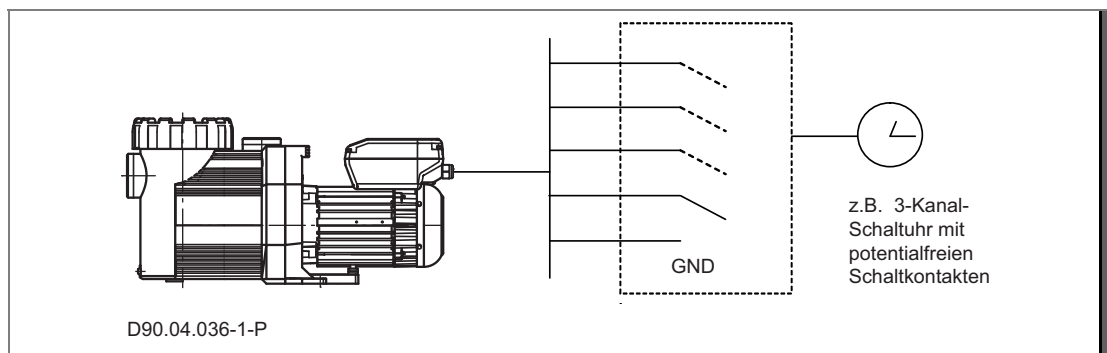 GND
z.B. 3-Kanal-
Schaltuhr mit
potentialfreien
Schaltkontakten
D90.04.036-1-P